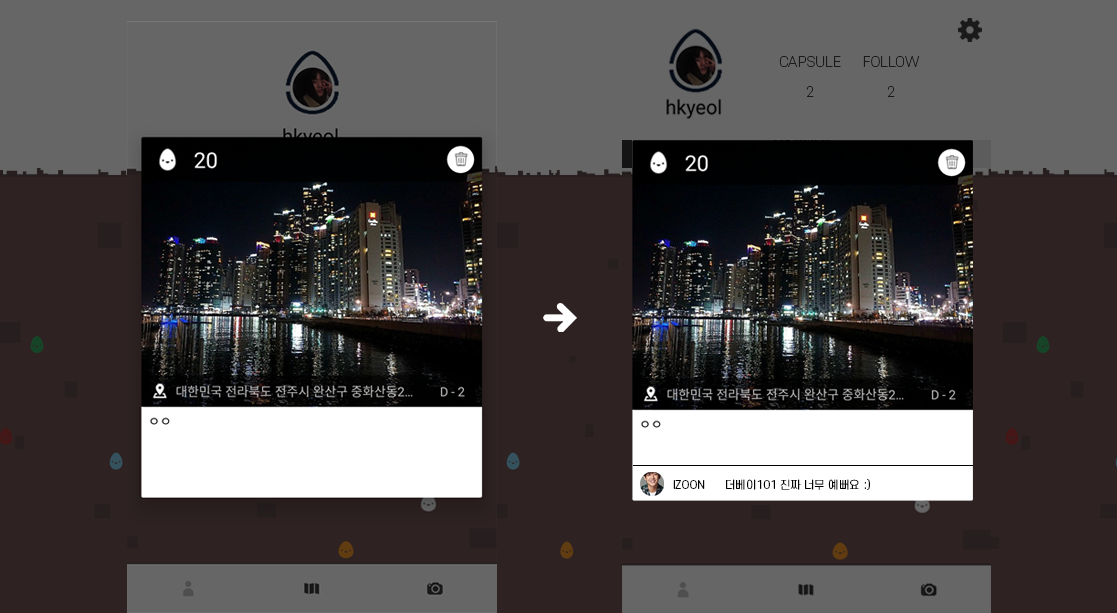 hkyeol
20
대한민국 전라북도 전주시 완산구 중화산동2...
D - 2
ㅇㅇ
CAPSULE
FOLLOW
2
2
hkyeol
20
대한민국 전라북도 전주시 완산구 중화산동2...
D - 2
ㅇㅇ
IZOON 더베이101 진짜 너무 예뻐요 :)